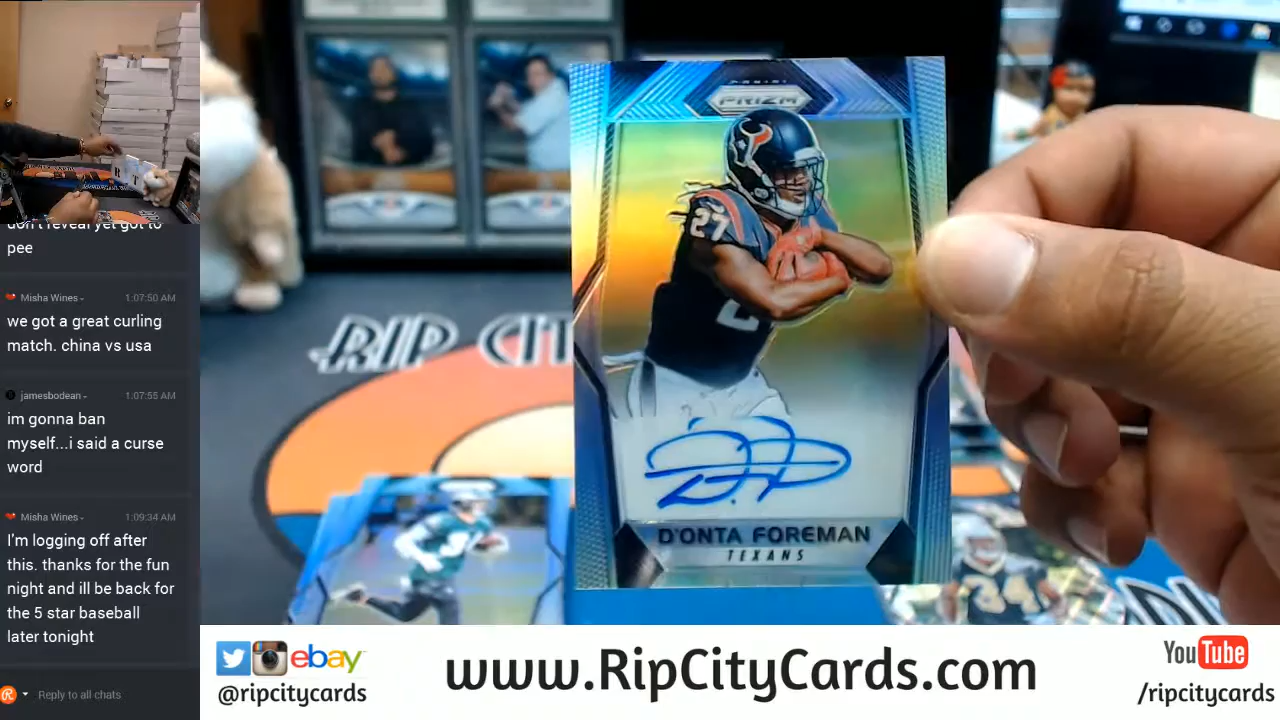 don't reveal yet got to
pee
Misha Wines
1:07:50 AM
we got a great curling
match. china vs usa
jamesbodean
1:07:55 AM
im gonna ban
myself...i said a curse
word
Misha Wines
1:09:34 AM
I'm logging off after
this. thanks for the fun
night and ill be back for
the 5 star baseball
later tonight
Reply to all chats
PANINI
PRIZM
27
2
D'ONTA FOREMAN
TEXANS
RIP CIT
34
ebay
@ripcitycards
www.RipCityCards.com
YouTube
/ripcitycards